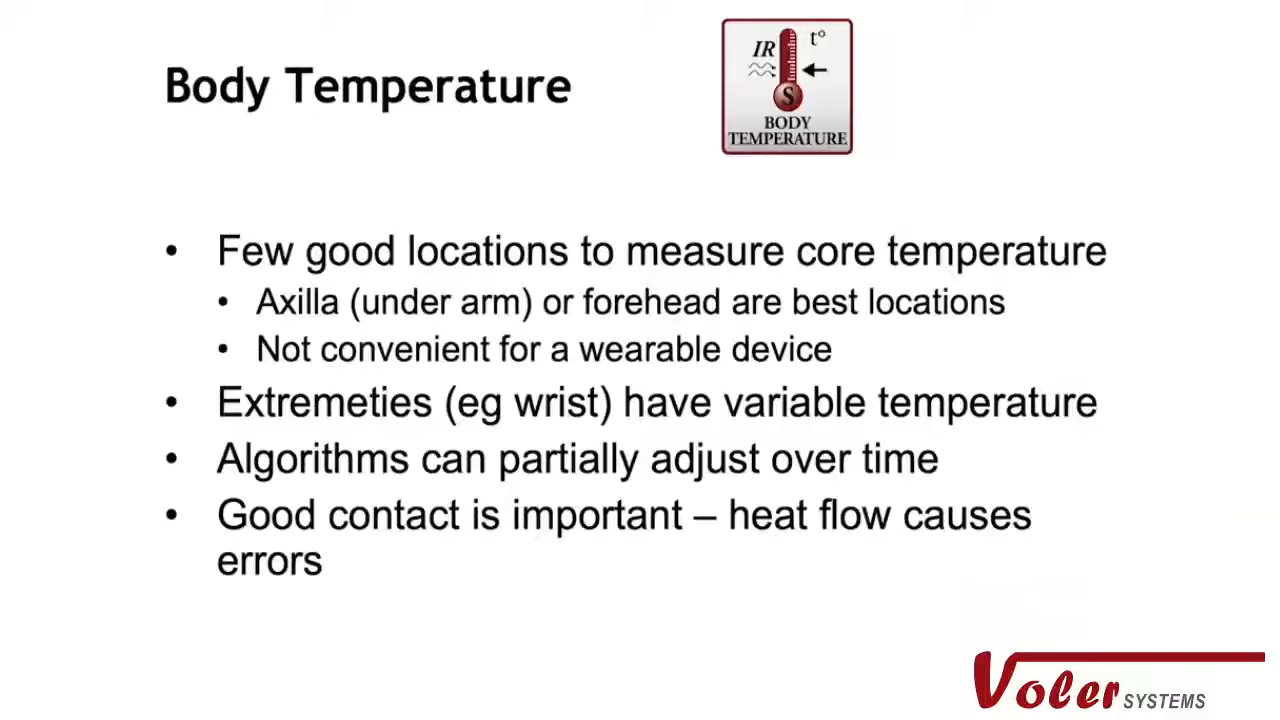 Body Temperature
IR t°
S
BODY
TEMPERATURE
• Few good locations to measure core temperature
• Axilla (under arm) or forehead are best locations
• Not convenient for a wearable device
• Extremeties (eg wrist) have variable temperature
• Algorithms can partially adjust over time
• Good contact is important – heat flow causes
errors
Voler SYSTEMS